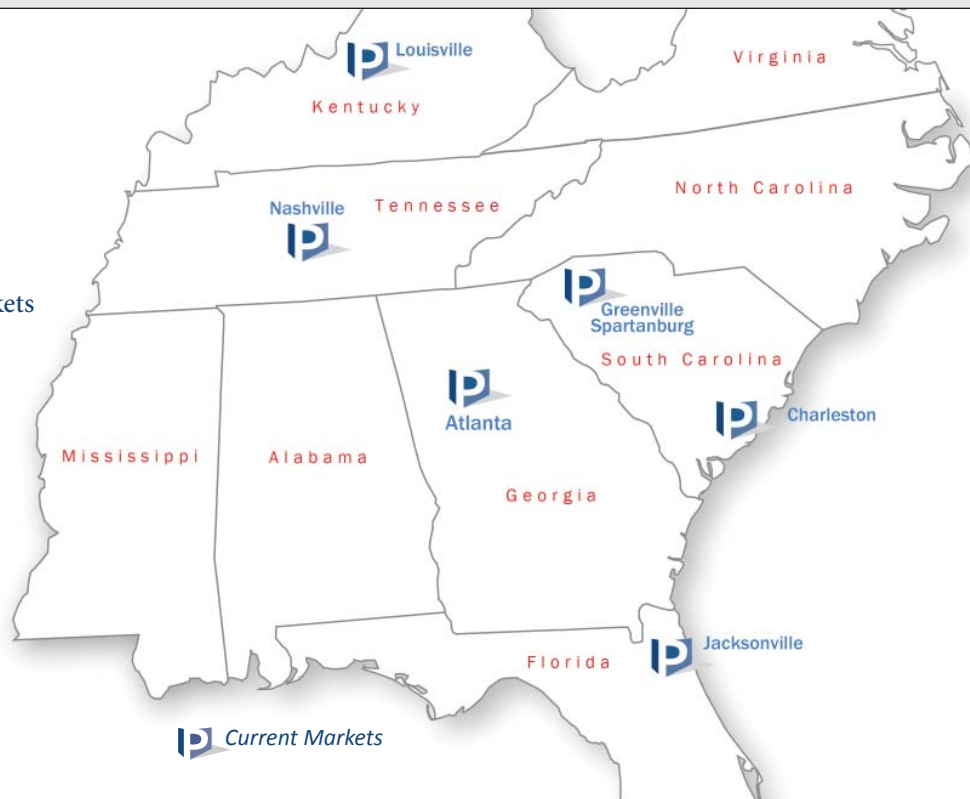 Louisville
Virginia
Kentucky
North Carolina
Nashville
Tennessee
kets
Greenville
Spartanburg
South Carolina
Atlanta
Charleston
Mississippi
Alabama
Georgia
Jacksonville
Florida
Current Markets